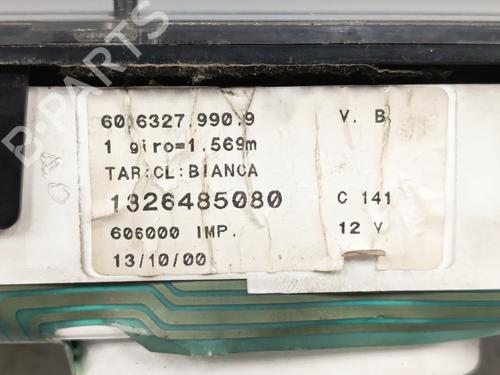 B-PARTS
60.6327.990.9 V. B.
1 giro=1.569m
TAR:CL:BIANCA
1326485080 C 141
606000 IMP. 12 V
13/10/00